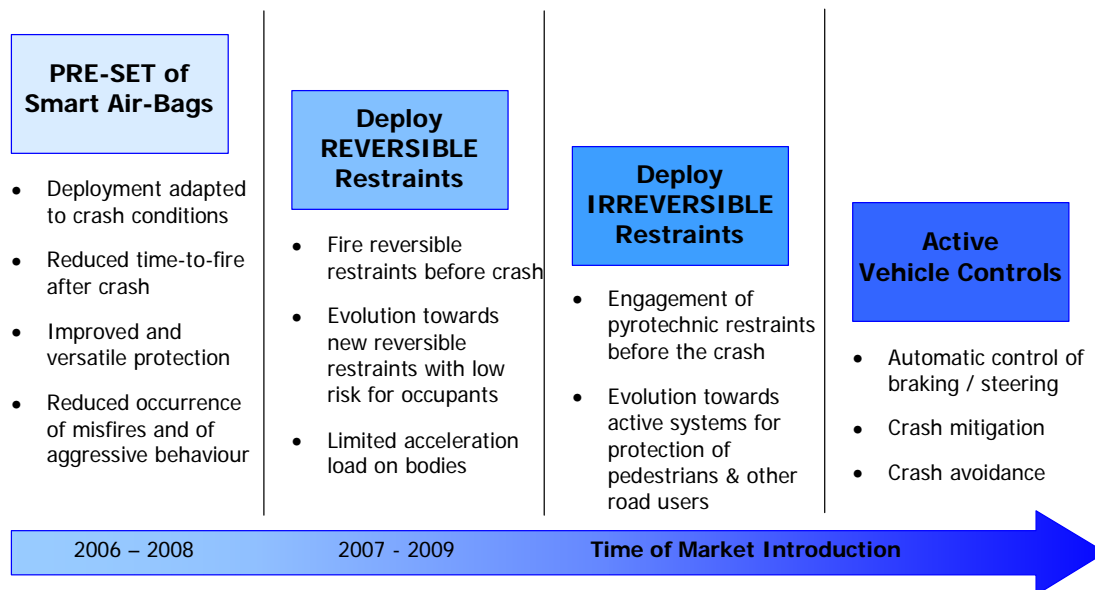 PRE-SET of
Smart Air-Bags
• Deployment adapted
to crash conditions
• Reduced time-to-fire
after crash
• Improved and
versatile protection
• Reduced occurrence
of misfires and of
aggressive behaviour
Deploy
REVERSIBLE
Restraints
• Fire reversible
restraints before crash
• Evolution towards
new reversible
restraints with low
risk for occupants
• Limited acceleration
load on bodies
Deploy
IRREVERSIBLE
Restraints
• Engagement of
pyrotechnic restraints
before the crash
• Evolution towards
active systems for
protection of
pedestrians & other
road users
Active
Vehicle Controls
• Automatic control of
braking / steering
• Crash mitigation
• Crash avoidance
2006 – 2008
2007 - 2009
Time of Market Introduction